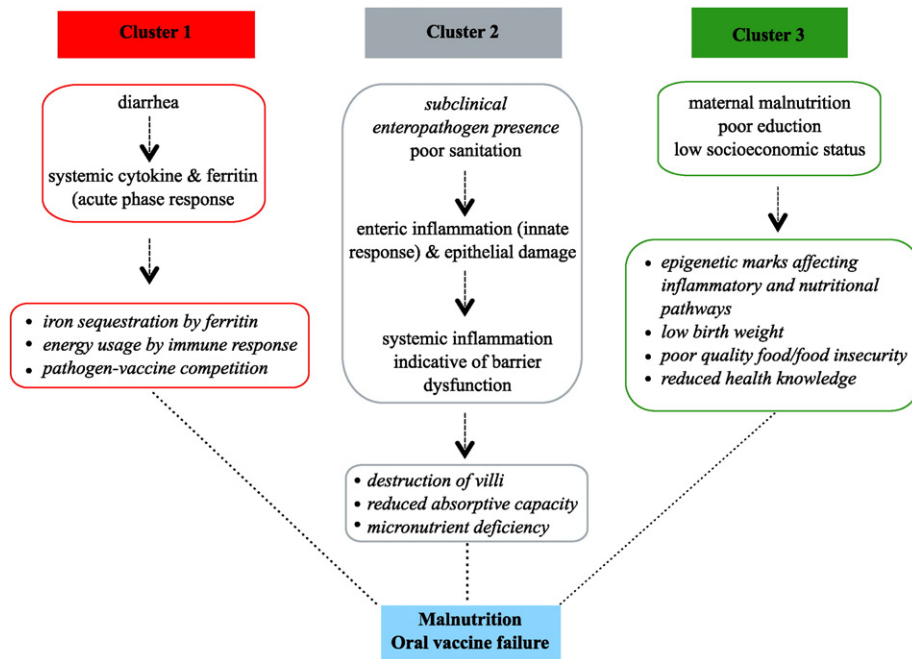 Cluster 1
diarrhea
systemic cytokine & ferritin
(acute phase response
• iron sequestration by ferritin
• energy usage by immune response
• pathogen-vaccine competition
Cluster 2
subclinical
enteropathogen presence
poor sanitation
enteric inflammation (innate
response) & epithelial damage
systemic inflammation
indicative of barrier
dysfunction
• destruction of villi
• reduced absorptive capacity
• micronutrient deficiency
Cluster 3
maternal malnutrition
poor eduction
low socioeconomic status
• epigenetic marks affecting
inflammatory and nutritional
pathways
• low birth weight
• poor quality food/food insecurity
• reduced health knowledge
Malnutrition
Oral vaccine failure